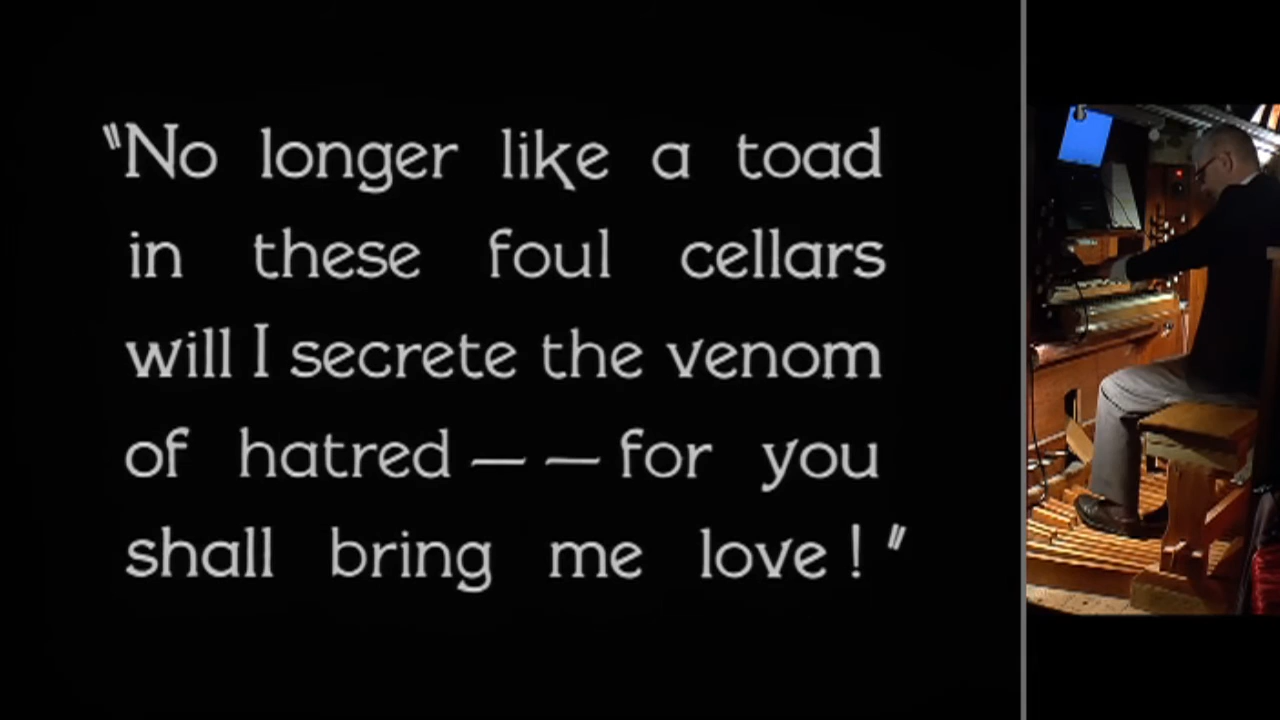 "No longer like a toad
in these foul cellars
will I secrete the venom
of hatred — — for you
shall bring me love!"